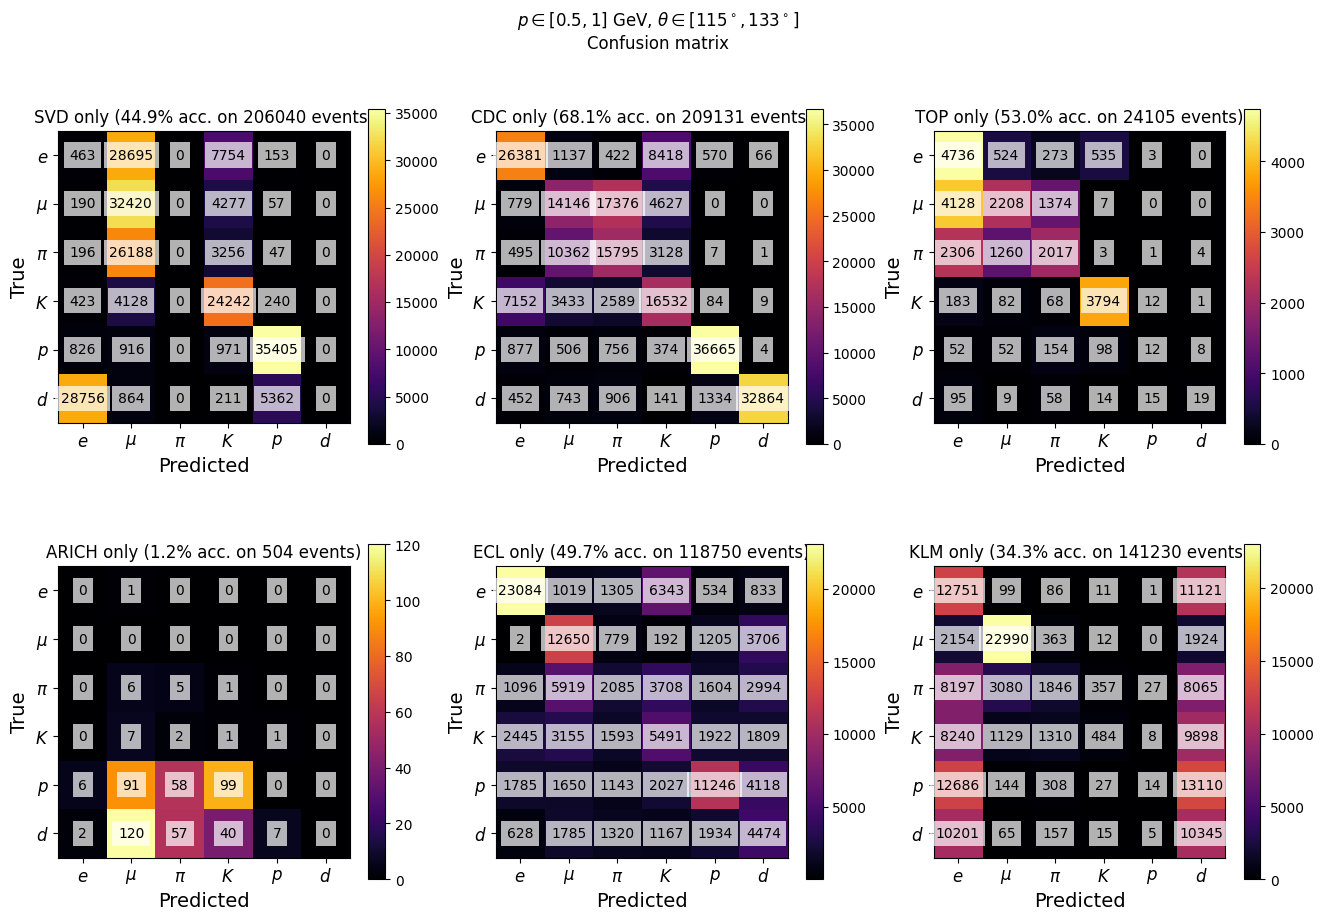 p ∈ [0.5, 1] GeV, θ ∈ [115°, 133°]
Confusion matrix
SVD only (44.9% acc. on 206040 events
e 463 28695 0 7754 153 0
μ 190 32420 0 4277 57 0
π 196 26188 0 3256 47 0
K 423 4128 0 24242 240 0
p 826 916 0 971 35405 0
d 28756 864 0 211 5362 0
e μ π K p d
True
Predicted
35000
30000
25000
20000
15000
10000
5000
0
CDC only (68.1% acc. on 209131 events
e 26381 1137 422 8418 570 66
μ 779 14146 17376 4627 0 0
π 495 10362 15795 3128 7 1
K 7152 3433 2589 16532 84 9
p 877 506 756 374 36665 4
d 452 743 906 141 1334 32864
e μ π K p d
True
Predicted
35000
30000
25000
20000
15000
10000
5000
0
TOP only (53.0% acc. on 24105 events)
e 4736 524 273 535 3 0
μ 4128 2208 1374 7 0 0
π 2306 1260 2017 3 1 4
K 183 82 68 3794 12 1
p 52 52 154 98 12 8
d 95 9 58 14 15 19
e μ π K p d
True
Predicted
4000
3000
2000
1000
0
ARICH only (1.2% acc. on 504 events)
e 0 1 0 0 0 0
μ 0 0 0 0 0 0
π 0 6 5 1 0 0
K 0 7 2 1 1 0
p 6 91 58 99 0 0
d 2 120 57 40 7 0
e μ π K p d
True
Predicted
120
100
80
60
40
20
0
ECL only (49.7% acc. on 118750 events)
e 23084 1019 1305 6343 534 833
μ 2 12650 779 192 1205 3706
π 1096 5919 2085 3708 1604 2994
K 2445 3155 1593 5491 1922 1809
p 1785 1650 1143 2027 11246 4118
d 628 1785 1320 1167 1934 4474
e μ π K p d
True
Predicted
20000
15000
10000
5000
KLM only (34.3% acc. on 141230 events
e 12751 99 86 11 1 11121
μ 2154 22990 363 12 0 1924
π 8197 3080 1846 357 27 8065
K 8240 1129 1310 484 8 9898
p 12686 144 308 27 14 13110
d 10201 65 157 15 5 10345
e μ π K p d
True
Predicted
20000
15000
10000
5000
0